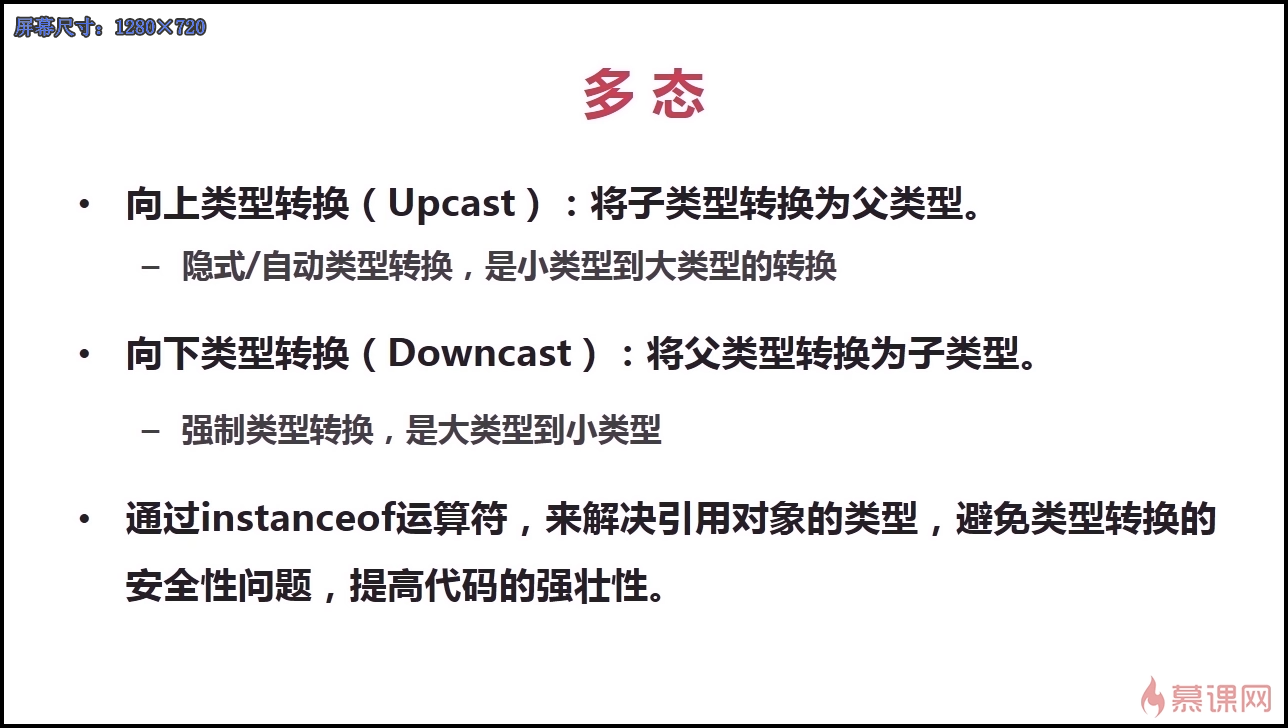 屏幕尺寸：1280×720
多 态
• 向上类型转换（Upcast）：将子类型转换为父类型。
– 隐式/自动类型转换，是小类型到大类型的转换
• 向下类型转换（Downcast）：将父类型转换为子类型。
– 强制类型转换，是大类型到小类型
• 通过instanceof运算符，来解决引用对象的类型，避免类型转换的
安全性问题，提高代码的强壮性。
慕课网